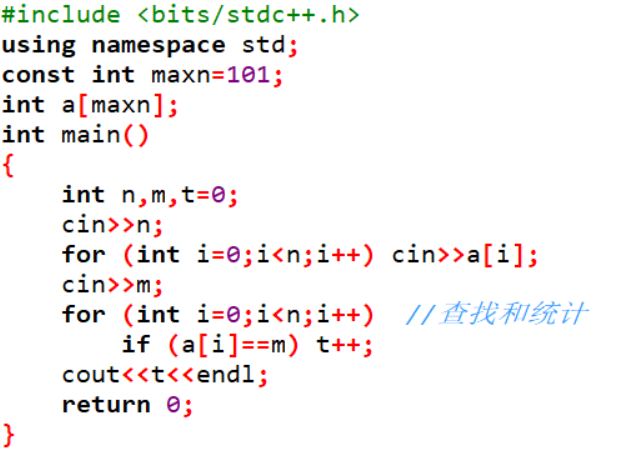 #include <bits/stdc++.h>
using namespace std;
const int maxn=101;
int a[maxn];
int main()
{
    int n,m,t=0;
    cin>>n;
    for (int i=0;i<n;i++) cin>>a[i];
    cin>>m;
    for (int i=0;i<n;i++)  //查找和统计
        if (a[i]==m) t++;
    cout<<t<<endl;
    return 0;
}